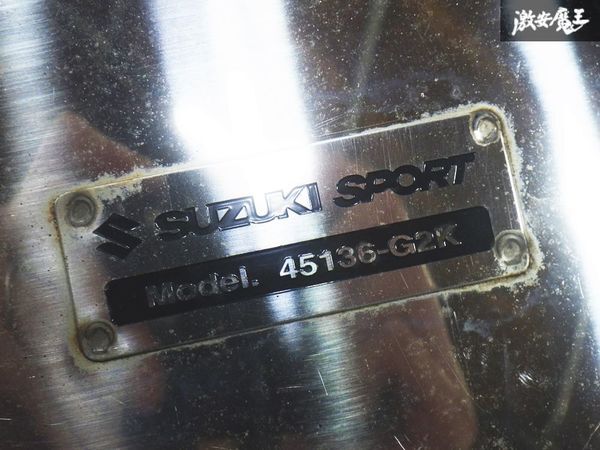 激安魔王
SUZUKI SPORT
Model. 45136-G2K